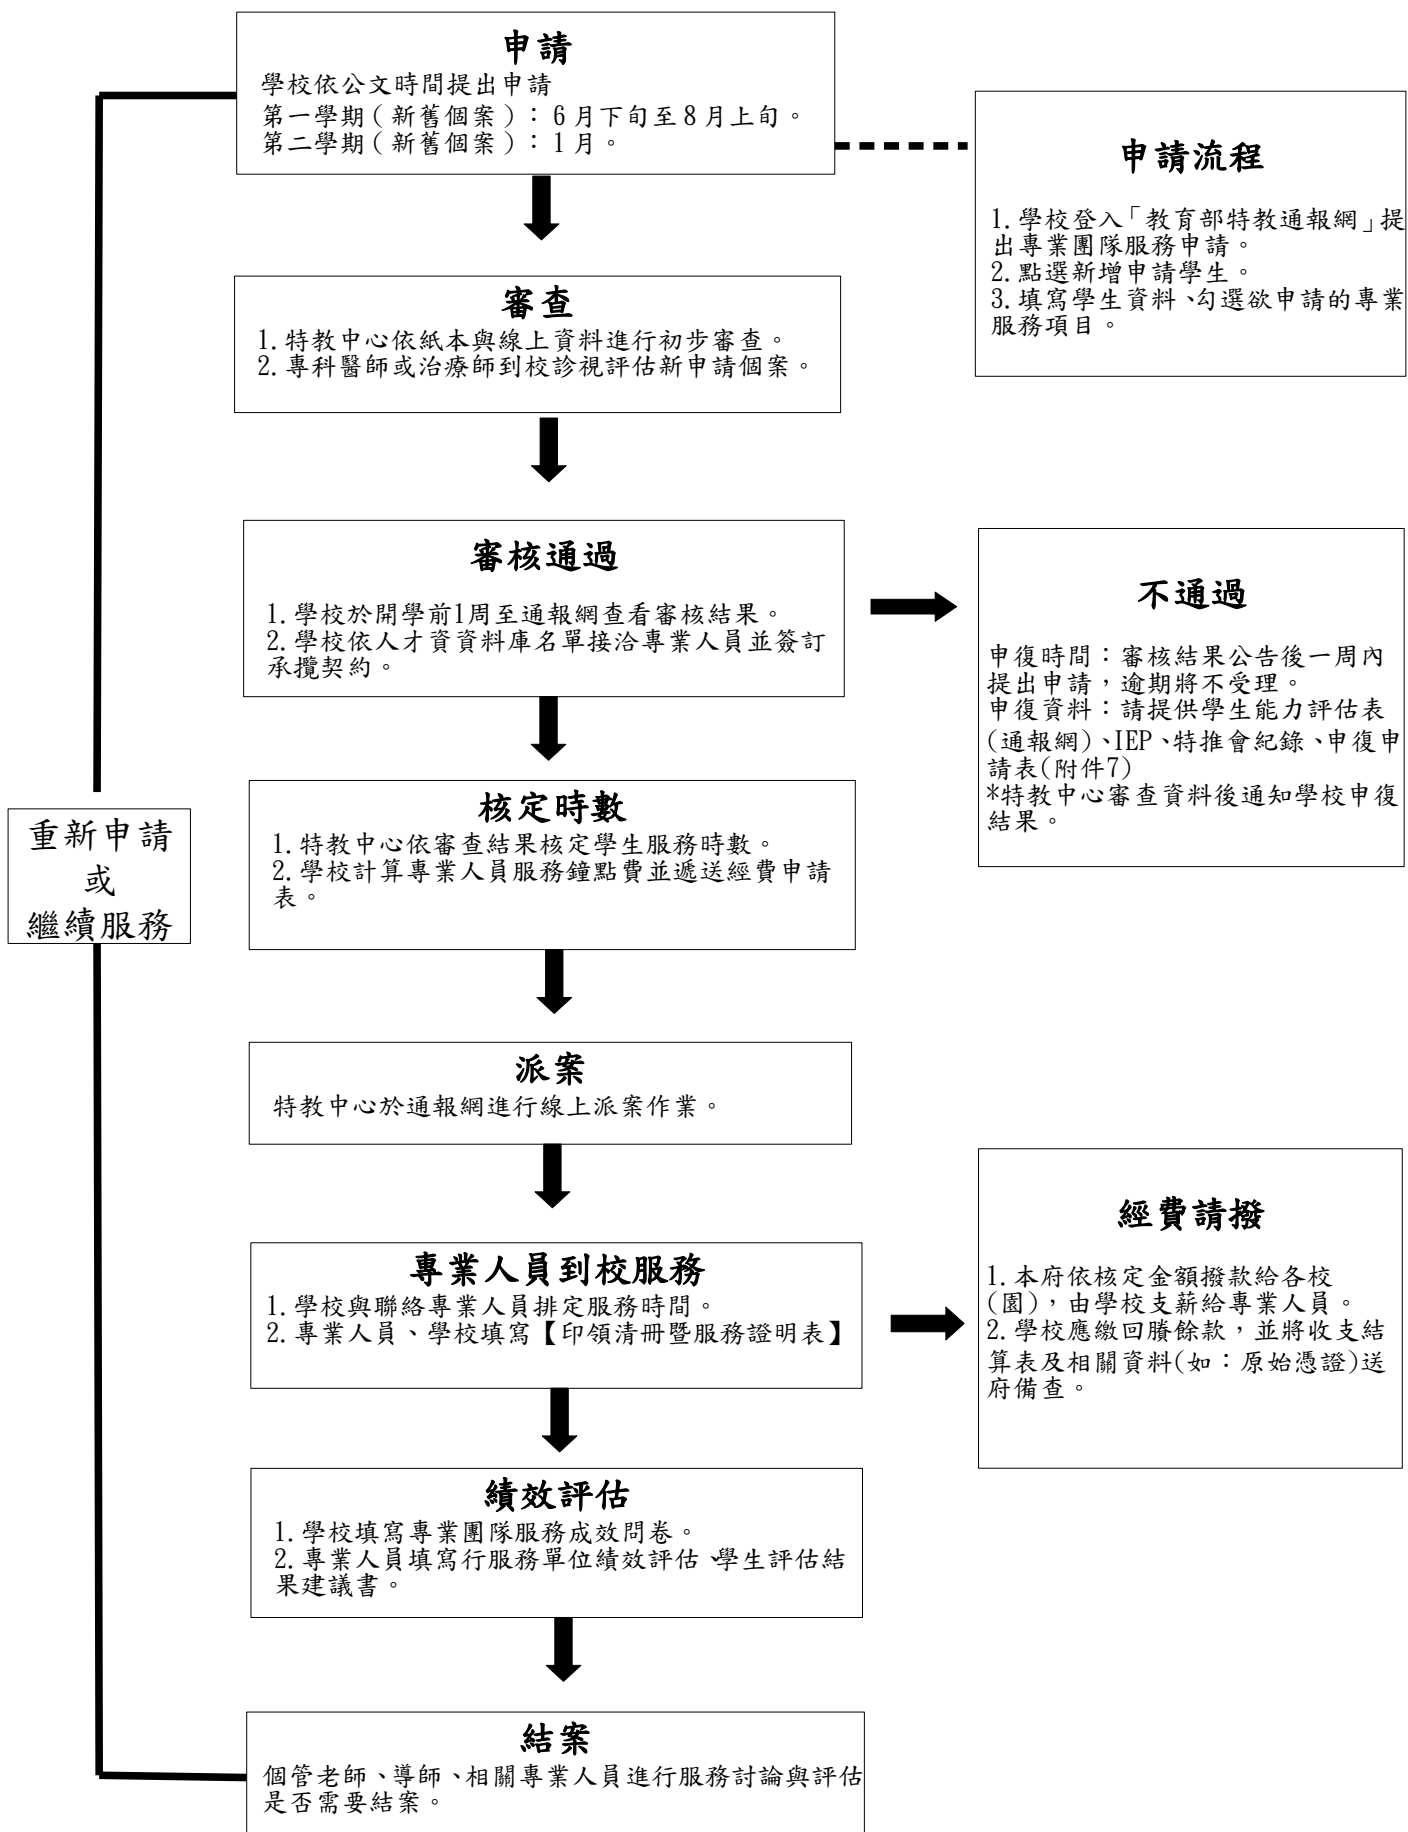 申請
學校依公文時間提出申請
第一學期(新舊個案)：6月下旬至8月上旬。
第二學期(新舊個案)：1月。
申請流程
1.學校登入「教育部特教通報網」提
出專業團隊服務申請。
2.點選新增申請學生。
3.填寫學生資料、勾選欲申請的專業
服務項目。
審查
1.特教中心依紙本與線上資料進行初步審查。
2.專科醫師或治療師到校診視評估新申請個案。
審核通過
1.學校於開學前1周至通報網查看審核結果。
2.學校依人才資資料庫名單接洽專業人員並簽訂
承攬契約。
不通過
申復時間：審核結果公告後一周內
提出申請，逾期將不受理。
申復資料：請提供學生能力評估表
(通報網)、IEP、特推會紀錄、申復申
請表(附件7)
*特教中心審查資料後通知學校申復
結果。
核定時數
1.特教中心依審查結果核定學生服務時數。
2.學校計算專業人員服務鐘點費並遞送經費申請
表。
重新申請
或
繼續服務
派案
特教中心於通報網進行線上派案作業。
專業人員到校服務
1.學校與聯絡專業人員排定服務時間。
2.專業人員、學校填寫【印領清冊暨服務證明表】
經費請撥
1.本府依核定金額撥款給各校
(園)，由學校支薪給專業人員。
2.學校應繳回賸餘款，並將收支結
算表及相關資料(如：原始憑證)送
府備查。
績效評估
1.學校填寫專業團隊服務成效問卷。
2.專業人員填寫行服務單位績效評估、學生評估結
果建議書。
結案
個管老師、導師、相關專業人員進行服務討論與評估
是否需要結案。